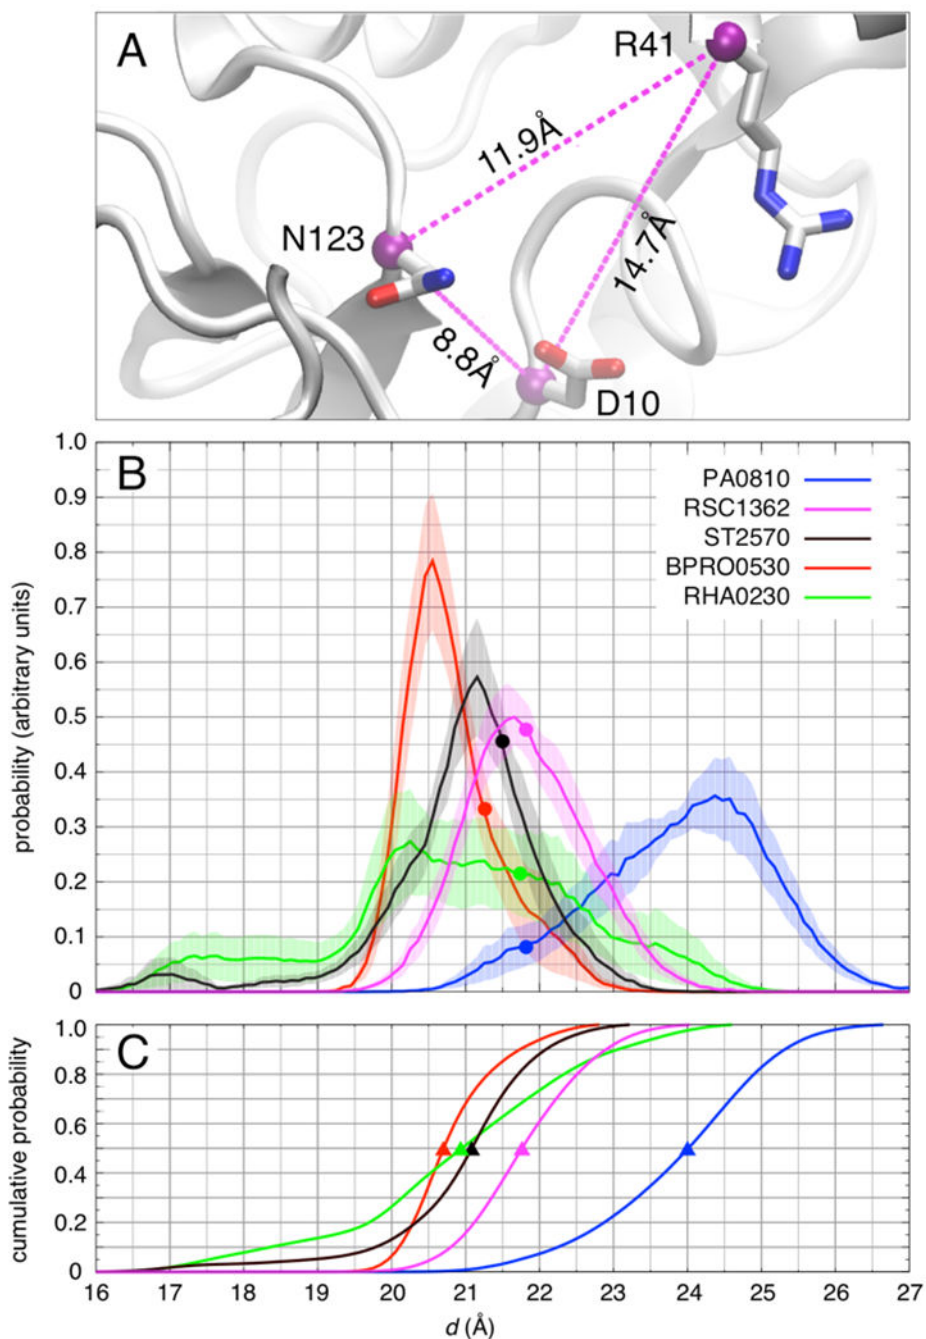 A
R41
11.9Å
N123
14.7Å
8.8Å
D10
B
PA0810
RSC1362
ST2570
BPRO0530
RHA0230
probability (arbitrary units)
1.0
0.9
0.8
0.7
0.6
0.5
0.4
0.3
0.2
0.1
0
C
cumulative probability
1.0
0.8
0.6
0.4
0.2
0
16 17 18 19 20 21 22 23 24 25 26 27
d (Å)